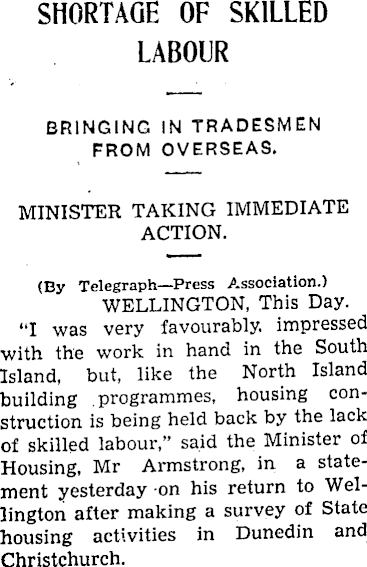 SHORTAGE OF SKILLED
LABOUR
BRINGING IN TRADESMEN
FROM OVERSEAS.
MINISTER TAKING IMMEDIATE
ACTION.
(By Telegraph—Press Association.)
WELLINGTON, This Day.
"I was very favourably, impressed
with the work in hand in the South
Island, but, like the North Island
building programmes, housing con-
struction is being held back by the lack
of skilled labour," said the Minister of
Housing, Mr Armstrong, in a state-
ment yesterday on his return to Wel-
lington after making a survey of State
housing activities in Dunedin and
Christchurch.